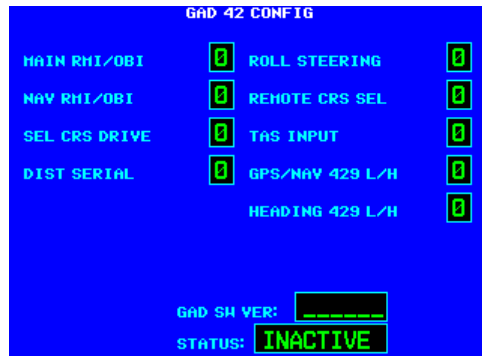 GAD 42 CONFIG
MAIN RMI/OBI 0 ROLL STEERING 0
NAV RMI/OBI 0 REMOTE CRS SEL 0
SEL CRS DRIVE 0 TAS INPUT 0
DIST SERIAL 0 GPS/NAV 429 L/H 0
HEADING 429 L/H 0
GAD SW VER: ______
STATUS: INACTIVE